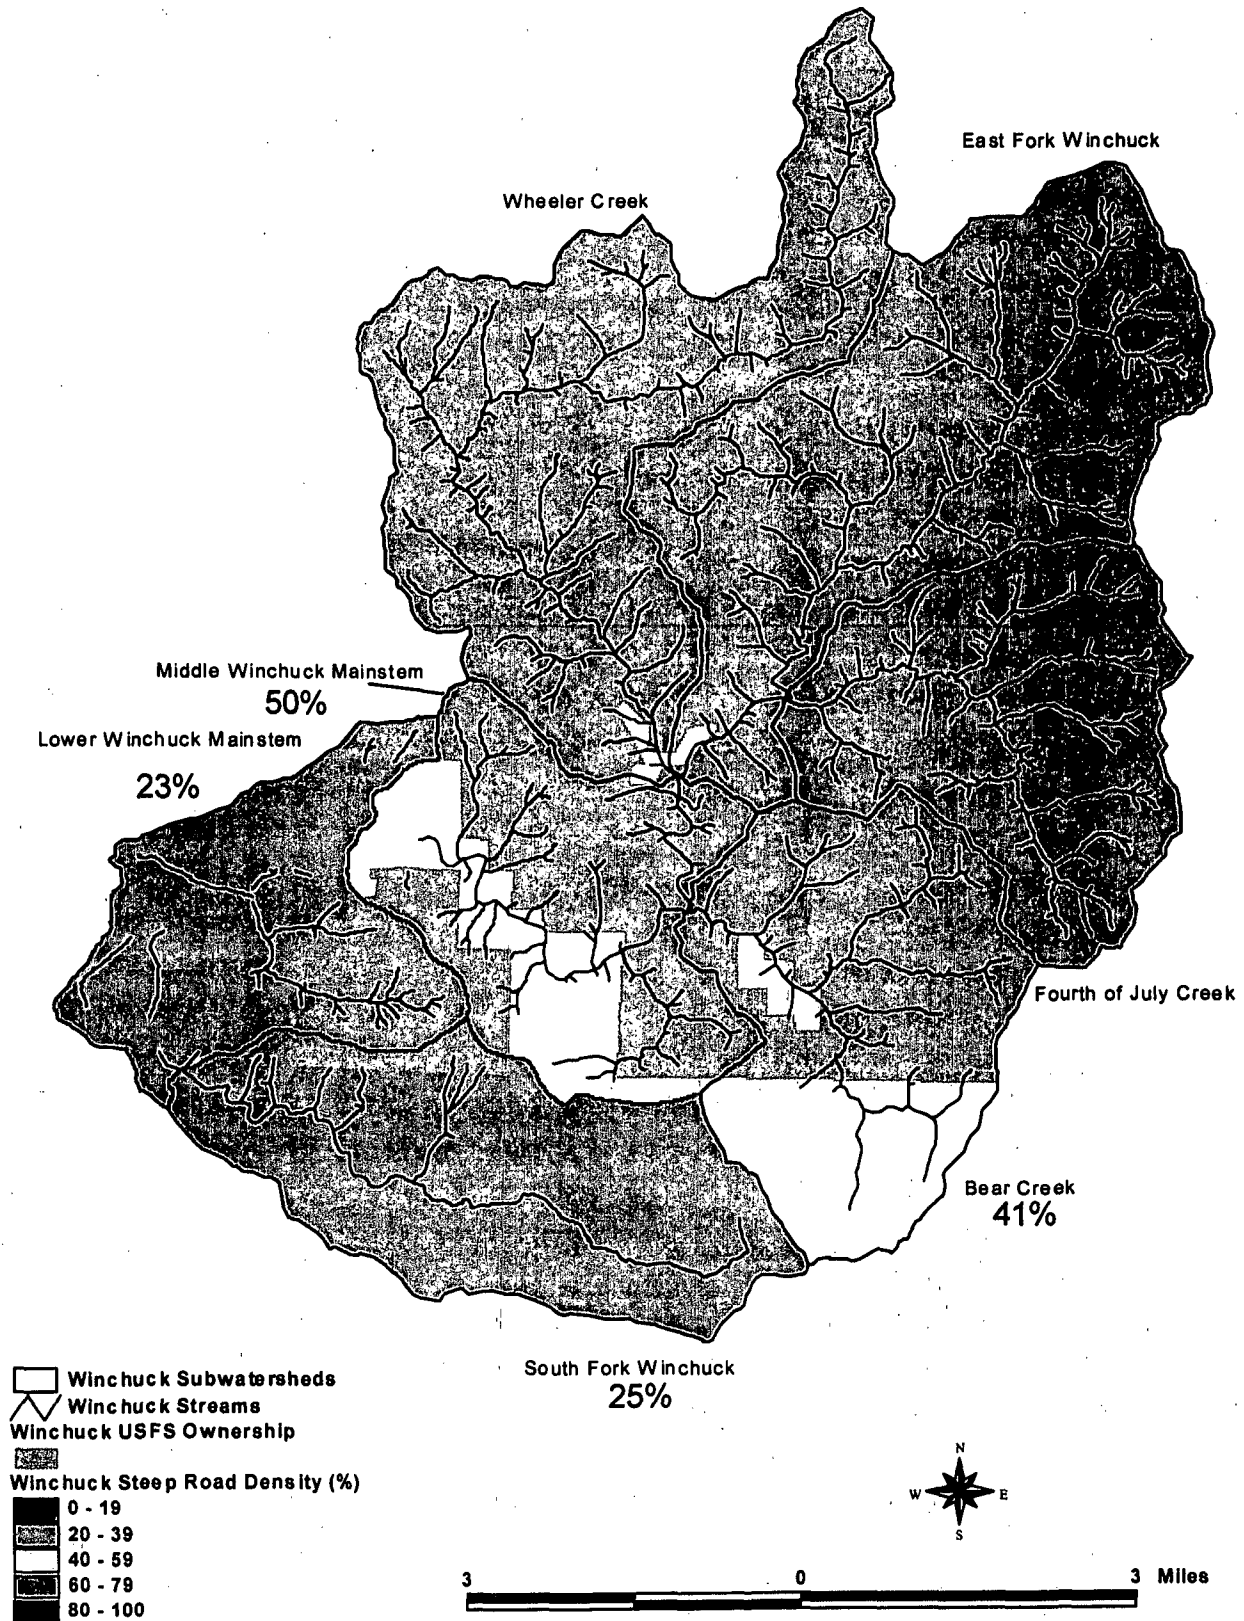 East Fork Winchuck
Wheeler Creek
Middle Winchuck Mainstem
50%
Lower Winchuck Mainstem
23%
Fourth of July Creek
Bear Creek
41%
South Fork Winchuck
25%
Winchuck Subwatersheds
Winchuck Streams
Winchuck USFS Ownership
Winchuck Steep Road Density (%)
0 - 19
20 - 39
40 - 59
60 - 79
80 - 100
N
W E
S
3 0 3 Miles